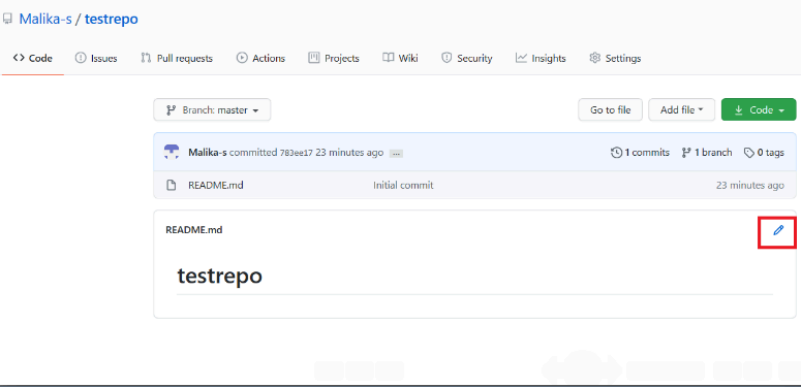 Malika-s / testrepo
Code Issues Pull requests Actions Projects Wiki Security Insights Settings
Branch: master Go to file Add file Code
Malika-s committed 783ee17 23 minutes ago ... 1 commits 1 branch 0 tags
README.md Initial commit 23 minutes ago
README.md
testrepo